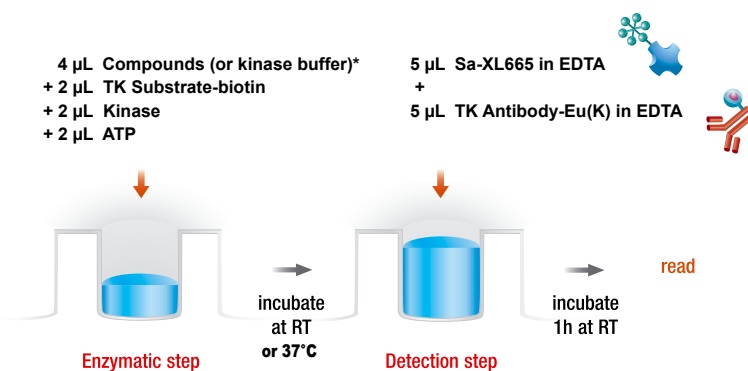 4 µL Compounds (or kinase buffer)*
+ 2 µL TK Substrate-biotin
+ 2 µL Kinase
+ 2 µL ATP
5 µL Sa-XL665 in EDTA
+
5 µL TK Antibody-Eu(K) in EDTA
incubate
at RT
or 37°C
incubate
1h at RT
read
Enzymatic step
Detection step